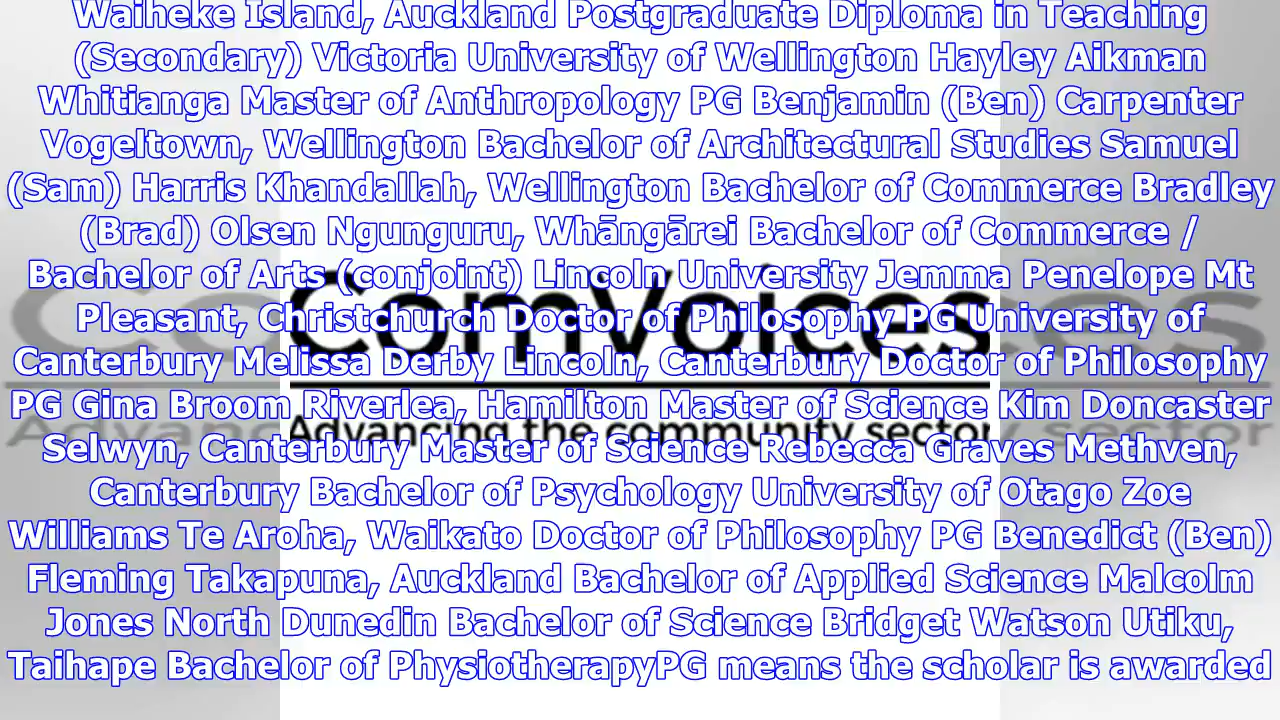 Waiheke Island, Auckland Postgraduate Diploma in Teaching
(Secondary) Victoria University of Wellington Hayley Aikman
Whitianga Master of Anthropology PG Benjamin (Ben) Carpenter
Vogeltown, Wellington Bachelor of Architectural Studies Samuel
(Sam) Harris Khandallah, Wellington Bachelor of Commerce Bradley
(Brad) Olsen Ngunguru, Whāngārei Bachelor of Commerce /
Bachelor of Arts (conjoint) Lincoln University Jemma Penelope Mt
Pleasant, Christchurch Doctor of Philosophy PG University of
Canterbury Melissa Derby Lincoln, Canterbury Doctor of Philosophy
PG Gina Broom Riverlea, Hamilton Master of Science Kim Doncaster
Selwyn, Canterbury Master of Science Rebecca Graves Methven,
Canterbury Bachelor of Psychology University of Otago Zoe
Williams Te Aroha, Waikato Doctor of Philosophy PG Benedict (Ben)
Fleming Takapuna, Auckland Bachelor of Applied Science Malcolm
Jones North Dunedin Bachelor of Science Bridget Watson Utiku,
Taihape Bachelor of PhysiotherapyPG means the scholar is awarded
ComVoices
Advancing the community sector